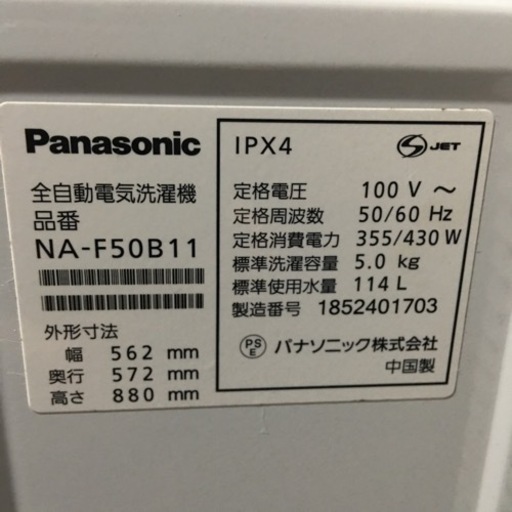 Panasonic
全自動電気洗濯機
品番
NA-F50B11
外形寸法
幅 562 mm
奥行 572 mm
高さ 880 mm
IPX4
S JET
定格電圧 100 V ～
定格周波数 50/60 Hz
定格消費電力 355/430 W
標準洗濯容量 5.0 kg
標準使用水量 114 L
製造番号 1852401703
PS E パナソニック株式会社
中国製